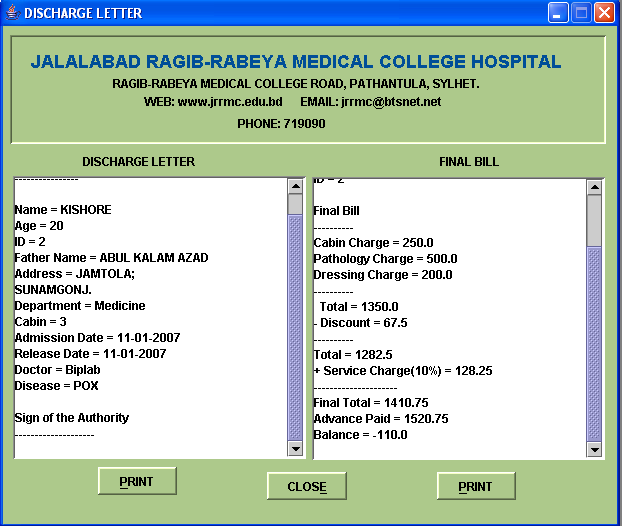 DISCHARGE LETTER
JALALABAD RAGIB-RABEYA MEDICAL COLLEGE HOSPITAL
RAGIB-RABEYA MEDICAL COLLEGE ROAD, PATHANTULA, SYLHET.
WEB: www.jrrmc.edu.bd EMAIL: jrrmc@btsnet.net
PHONE: 719090
DISCHARGE LETTER
----------------
Name = KISHORE
Age = 20
ID = 2
Father Name = ABUL KALAM AZAD
Address = JAMTOLA;
SUNAMGONJ.
Department = Medicine
Cabin = 3
Admission Date = 11-01-2007
Release Date = 11-01-2007
Doctor = Biplab
Disease = POX
Sign of the Authority
--------------------
PRINT
FINAL BILL
ID = 2
Final Bill
----------
Cabin Charge = 250.0
Pathology Charge = 500.0
Dressing Charge = 200.0
----------
Total = 1350.0
- Discount = 67.5
----------
Total = 1282.5
+ Service Charge(10%) = 128.25
---------------------
Final Total = 1410.75
Advance Paid = 1520.75
Balance = -110.0
CLOSE
PRINT